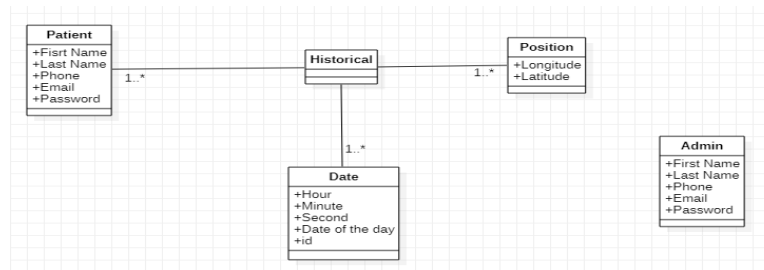 Patient
+Fisrt Name
+Last Name
+Phone
+Email
+Password
1..*
Historical
1..*
Position
+Longitude
+Latitude
1..*
Date
+Hour
+Minute
+Second
+Date of the day
+id
Admin
+First Name
+Last Name
+Phone
+Email
+Password